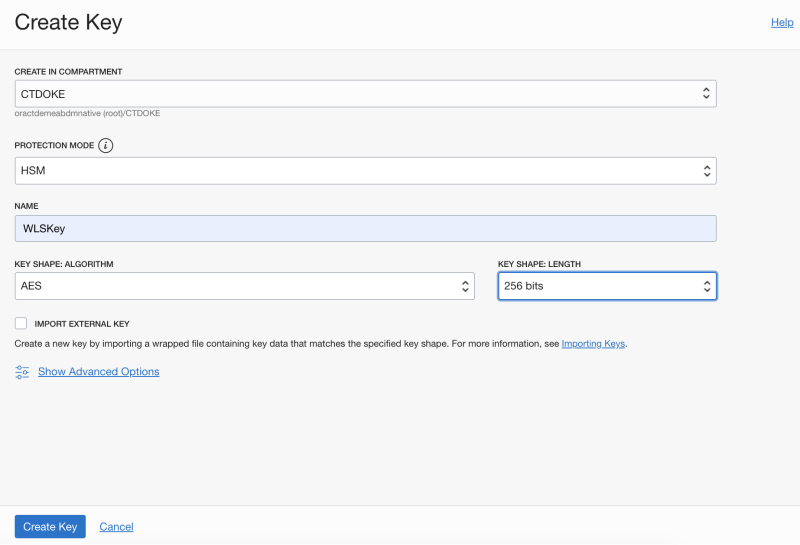 Create Key
Help
CREATE IN COMPARTMENT
CTDOKE
oractdemeabdmnative (root)/CTDOKE
PROTECTION MODE i
HSM
NAME
WLSKey
KEY SHAPE: ALGORITHM
KEY SHAPE: LENGTH
AES
256 bits
IMPORT EXTERNAL KEY
Create a new key by importing a wrapped file containing key data that matches the specified key shape. For more information, see Importing Keys.
Show Advanced Options
Create Key
Cancel